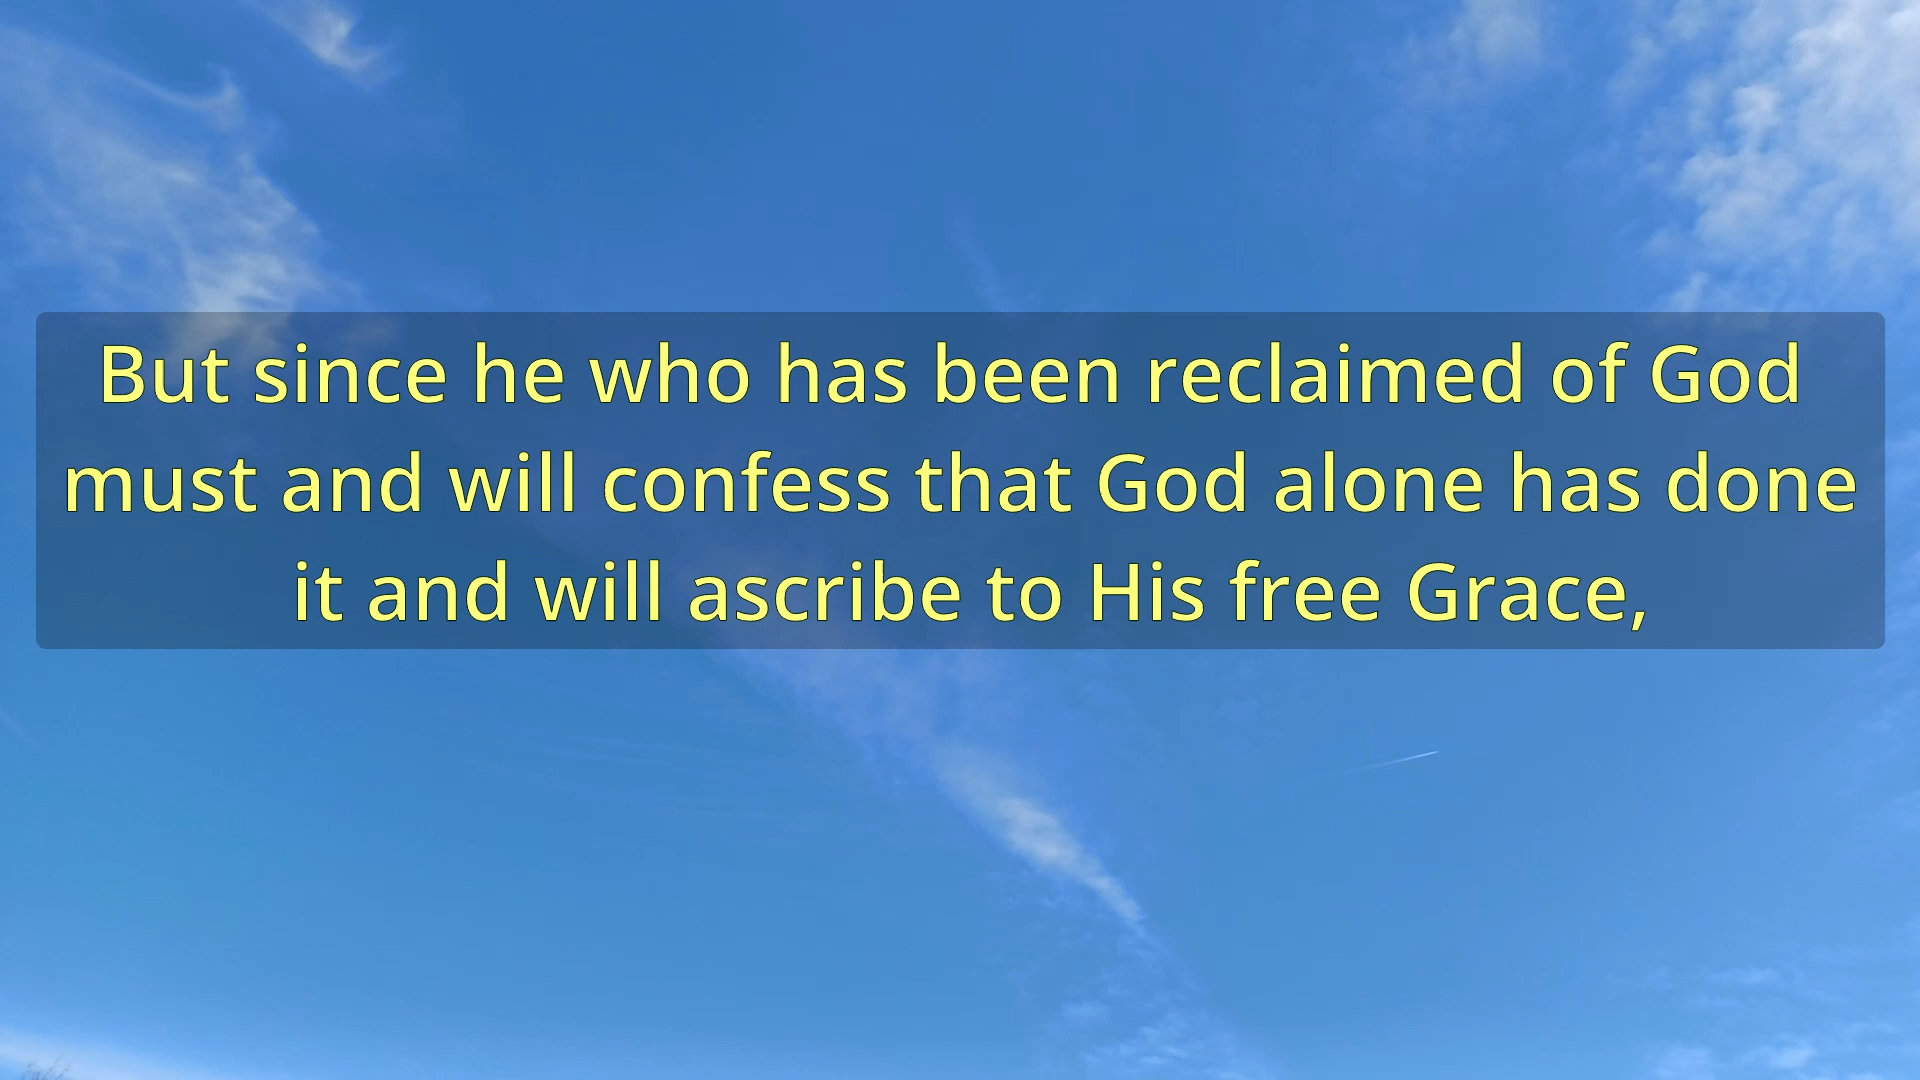 But since he who has been reclaimed of God
must and will confess that God alone has done
it and will ascribe to His free Grace,